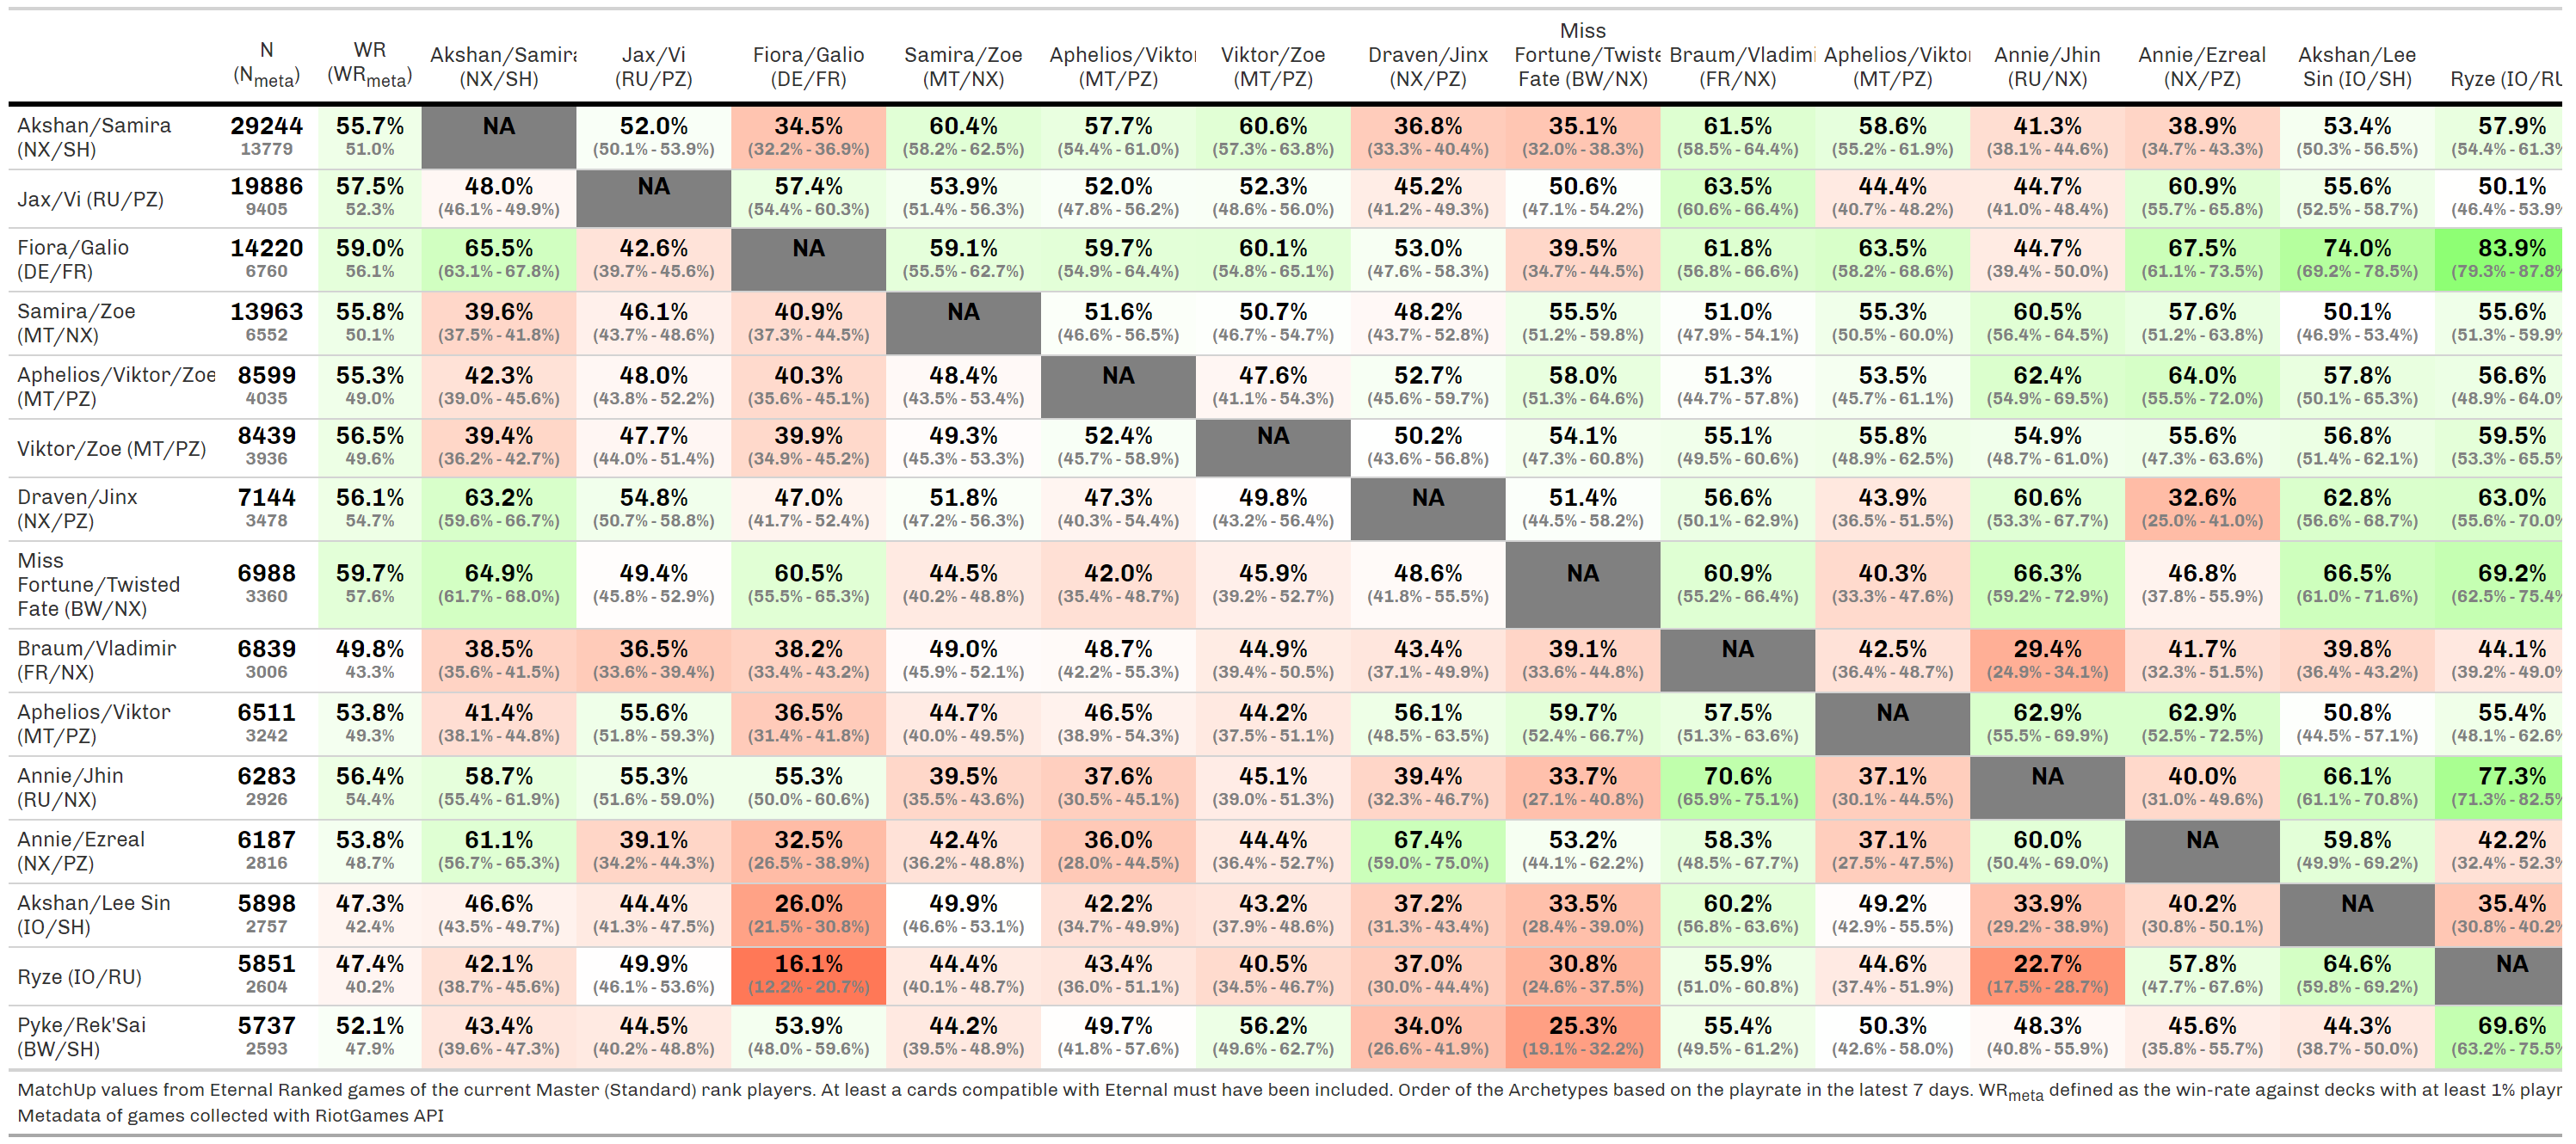 N (N meta) WR (WR meta) Akshan/Samira (NX/SH) Jax/Vi (RU/PZ) Fiora/Galio (DE/FR) Samira/Zoe (MT/NX) Aphelios/Viktor (MT/PZ) Viktor/Zoe (MT/PZ) Draven/Jinx (NX/PZ) Miss Fortune/Twiste Fate (BW/NX) Braum/Vladimi (FR/NX) Aphelios/Viktor (MT/PZ) Annie/Jhin (RU/NX) Annie/Ezreal (NX/PZ) Akshan/Lee Sin (IO/SH) Ryze (IO/RU
Akshan/Samira 29244 55.7% NA 52.0% 34.5% 60.4% 57.7% 60.6% 36.8% 35.1% 61.5% 58.6% 41.3% 38.9% 53.4% 57.9%
(NX/SH) 13779 51.0% (50.1% - 53.9%) (32.2% - 36.9%) (58.2% - 62.5%) (54.4% - 61.0%) (57.3% - 63.8%) (33.3% - 40.4%) (32.0% - 38.3%) (58.5% - 64.4%) (55.2% - 61.9%) (38.1% - 44.6%) (34.7% - 43.3%) (50.3% - 56.5%) (54.4% - 61.3%
Jax/Vi (RU/PZ) 19886 57.5% 48.0% NA 57.4% 53.9% 52.0% 52.3% 45.2% 50.6% 63.5% 44.4% 44.7% 60.9% 55.6% 50.1%
9405 52.3% (46.1% - 49.9%) (54.4% - 60.3%) (51.4% - 56.3%) (47.8% - 56.2%) (48.6% - 56.0%) (41.2% - 49.3%) (47.1% - 54.2%) (60.6% - 66.4%) (40.7% - 48.2%) (41.0% - 48.4%) (55.7% - 65.8%) (52.5% - 58.7%) (46.4% - 53.9%
Fiora/Galio 14220 59.0% 65.5% 42.6% NA 59.1% 59.7% 60.1% 53.0% 39.5% 61.8% 63.5% 44.7% 67.5% 74.0% 83.9%
(DE/FR) 6760 56.1% (63.1% - 67.8%) (39.7% - 45.6%) (55.5% - 62.7%) (54.9% - 64.4%) (54.8% - 65.1%) (47.6% - 58.3%) (34.7% - 44.5%) (56.8% - 66.6%) (58.2% - 68.6%) (39.4% - 50.0%) (61.1% - 73.5%) (69.2% - 78.5%) (79.3% - 87.8%
Samira/Zoe 13963 55.8% 39.6% 46.1% 40.9% NA 51.6% 50.7% 48.2% 55.5% 51.0% 55.3% 60.5% 57.6% 50.1% 55.6%
(MT/NX) 6552 50.1% (37.5% - 41.8%) (43.7% - 48.6%) (37.3% - 44.5%) (46.6% - 56.5%) (46.7% - 54.7%) (43.7% - 52.8%) (51.2% - 59.8%) (47.9% - 54.1%) (50.5% - 60.0%) (56.4% - 64.5%) (51.2% - 63.8%) (46.9% - 53.4%) (51.3% - 59.9%
Aphelios/Viktor/Zoe 8599 55.3% 42.3% 48.0% 40.3% 48.4% NA 47.6% 52.7% 58.0% 51.3% 53.5% 62.4% 64.0% 57.8% 56.6%
(MT/PZ) 4035 49.0% (39.0% - 45.6%) (43.8% - 52.2%) (35.6% - 45.1%) (43.5% - 53.4%) (41.1% - 54.3%) (45.6% - 59.7%) (51.3% - 64.6%) (44.7% - 57.8%) (45.7% - 61.1%) (54.9% - 69.5%) (55.5% - 72.0%) (50.1% - 65.3%) (48.9% - 64.0%
Viktor/Zoe (MT/PZ) 8439 56.5% 39.4% 47.7% 39.9% 49.3% 52.4% NA 50.2% 54.1% 55.1% 55.8% 54.9% 55.6% 56.8% 59.5%
3936 49.6% (36.2% - 42.7%) (44.0% - 51.4%) (34.9% - 45.2%) (45.3% - 53.3%) (45.7% - 58.9%) (43.6% - 56.8%) (47.3% - 60.8%) (49.5% - 60.6%) (48.9% - 62.5%) (48.7% - 61.0%) (47.3% - 63.6%) (51.4% - 62.1%) (53.3% - 65.5%
Draven/Jinx 7144 56.1% 63.2% 54.8% 47.0% 51.8% 47.3% 49.8% NA 51.4% 56.6% 43.9% 60.6% 32.6% 62.8% 63.0%
(NX/PZ) 3478 54.7% (59.6% - 66.7%) (50.7% - 58.8%) (41.7% - 52.4%) (47.2% - 56.3%) (40.3% - 54.4%) (43.2% - 56.4%) (44.5% - 58.2%) (50.1% - 62.9%) (36.5% - 51.5%) (53.3% - 67.7%) (25.0% - 41.0%) (56.6% - 68.7%) (55.6% - 70.0%
Miss
Fortune/Twisted 6988 59.7% 64.9% 49.4% 60.5% 44.5% 42.0% 45.9% 48.6% NA 60.9% 40.3% 66.3% 46.8% 66.5% 69.2%
Fate (BW/NX) 3360 57.6% (61.7% - 68.0%) (45.8% - 52.9%) (55.5% - 65.3%) (40.2% - 48.8%) (35.4% - 48.7%) (39.2% - 52.7%) (41.8% - 55.5%) (55.2% - 66.4%) (33.3% - 47.6%) (59.2% - 72.9%) (37.8% - 55.9%) (61.0% - 71.6%) (62.5% - 75.4%
Braum/Vladimir 6839 49.8% 38.5% 36.5% 38.2% 49.0% 48.7% 44.9% 43.4% 39.1% NA 42.5% 29.4% 41.7% 39.8% 44.1%
(FR/NX) 3006 43.3% (35.6% - 41.5%) (33.6% - 39.4%) (33.4% - 43.2%) (45.9% - 52.1%) (42.2% - 55.3%) (39.4% - 50.5%) (37.1% - 49.9%) (33.6% - 44.8%) (36.4% - 48.7%) (24.9% - 34.1%) (32.3% - 51.5%) (36.4% - 43.2%) (39.2% - 49.0%
Aphelios/Viktor 6511 53.8% 41.4% 55.6% 36.5% 44.7% 46.5% 44.2% 56.1% 59.7% 57.5% NA 62.9% 62.9% 50.8% 55.4%
(MT/PZ) 3242 49.3% (38.1% - 44.8%) (51.8% - 59.3%) (31.4% - 41.8%) (40.0% - 49.5%) (38.9% - 54.3%) (37.5% - 51.1%) (48.5% - 63.5%) (52.4% - 66.7%) (51.3% - 63.6%) (55.5% - 69.9%) (52.5% - 72.5%) (44.5% - 57.1%) (48.1% - 62.6%
Annie/Jhin 6283 56.4% 58.7% 55.3% 55.3% 39.5% 37.6% 45.1% 39.4% 33.7% 70.6% 37.1% NA 40.0% 66.1% 77.3%
(RU/NX) 2926 54.4% (55.4% - 61.9%) (51.6% - 59.0%) (50.0% - 60.6%) (35.5% - 43.6%) (30.5% - 45.1%) (39.0% - 51.3%) (32.3% - 46.7%) (27.1% - 40.8%) (65.9% - 75.1%) (30.1% - 44.5%) (31.0% - 49.6%) (61.1% - 70.8%) (71.3% - 82.5%
Annie/Ezreal 6187 53.8% 61.1% 39.1% 32.5% 42.4% 36.0% 44.4% 67.4% 53.2% 58.3% 37.1% 60.0% NA 59.8% 42.2%
(NX/PZ) 2816 48.7% (56.7% - 65.3%) (34.2% - 44.3%) (26.5% - 38.9%) (36.2% - 48.8%) (28.0% - 44.5%) (36.4% - 52.7%) (59.0% - 75.0%) (44.1% - 62.2%) (48.5% - 67.7%) (27.5% - 47.5%) (50.4% - 69.0%) (49.9% - 69.2%) (32.4% - 52.3%
Akshan/Lee Sin 5898 47.3% 46.6% 44.4% 26.0% 49.9% 42.2% 43.2% 37.2% 33.5% 60.2% 49.2% 33.9% 40.2% NA 35.4%
(IO/SH) 2757 42.4% (43.5% - 49.7%) (41.3% - 47.5%) (21.5% - 30.8%) (46.6% - 53.1%) (34.7% - 49.9%) (37.9% - 48.6%) (31.3% - 43.4%) (28.4% - 39.0%) (56.8% - 63.6%) (42.9% - 55.5%) (29.2% - 38.9%) (30.8% - 50.1%) (30.8% - 40.2%
Ryze (IO/RU) 5851 47.4% 42.1% 49.9% 16.1% 44.4% 43.4% 40.5% 37.0% 30.8% 55.9% 44.6% 22.7% 57.8% 64.6% NA
2604 40.2% (38.7% - 45.6%) (46.1% - 53.6%) (12.2% - 20.7%) (40.1% - 48.7%) (36.0% - 51.1%) (34.5% - 46.7%) (30.0% - 44.4%) (24.6% - 37.5%) (51.0% - 60.8%) (37.4% - 51.9%) (17.5% - 28.7%) (47.7% - 67.6%) (59.8% - 69.2%)
Pyke/Rek'Sai 5737 52.1% 43.4% 44.5% 53.9% 44.2% 49.7% 56.2% 34.0% 25.3% 55.4% 50.3% 48.3% 45.6% 44.3% 69.6%
(BW/SH) 2593 47.9% (39.6% - 47.3%) (40.2% - 48.8%) (48.0% - 59.6%) (39.5% - 48.9%) (41.8% - 57.6%) (49.6% - 62.7%) (26.6% - 41.9%) (19.1% - 32.2%) (49.5% - 61.2%) (42.6% - 58.0%) (40.8% - 55.9%) (35.8% - 55.7%) (38.7% - 50.0%) (63.2% - 75.5%
MatchUp values from Eternal Ranked games of the current Master (Standard) rank players. At least a cards compatible with Eternal must have been included. Order of the Archetypes based on the playrate in the latest 7 days. WR meta defined as the win-rate against decks with at least 1% playr
Metadata of games collected with RiotGames API